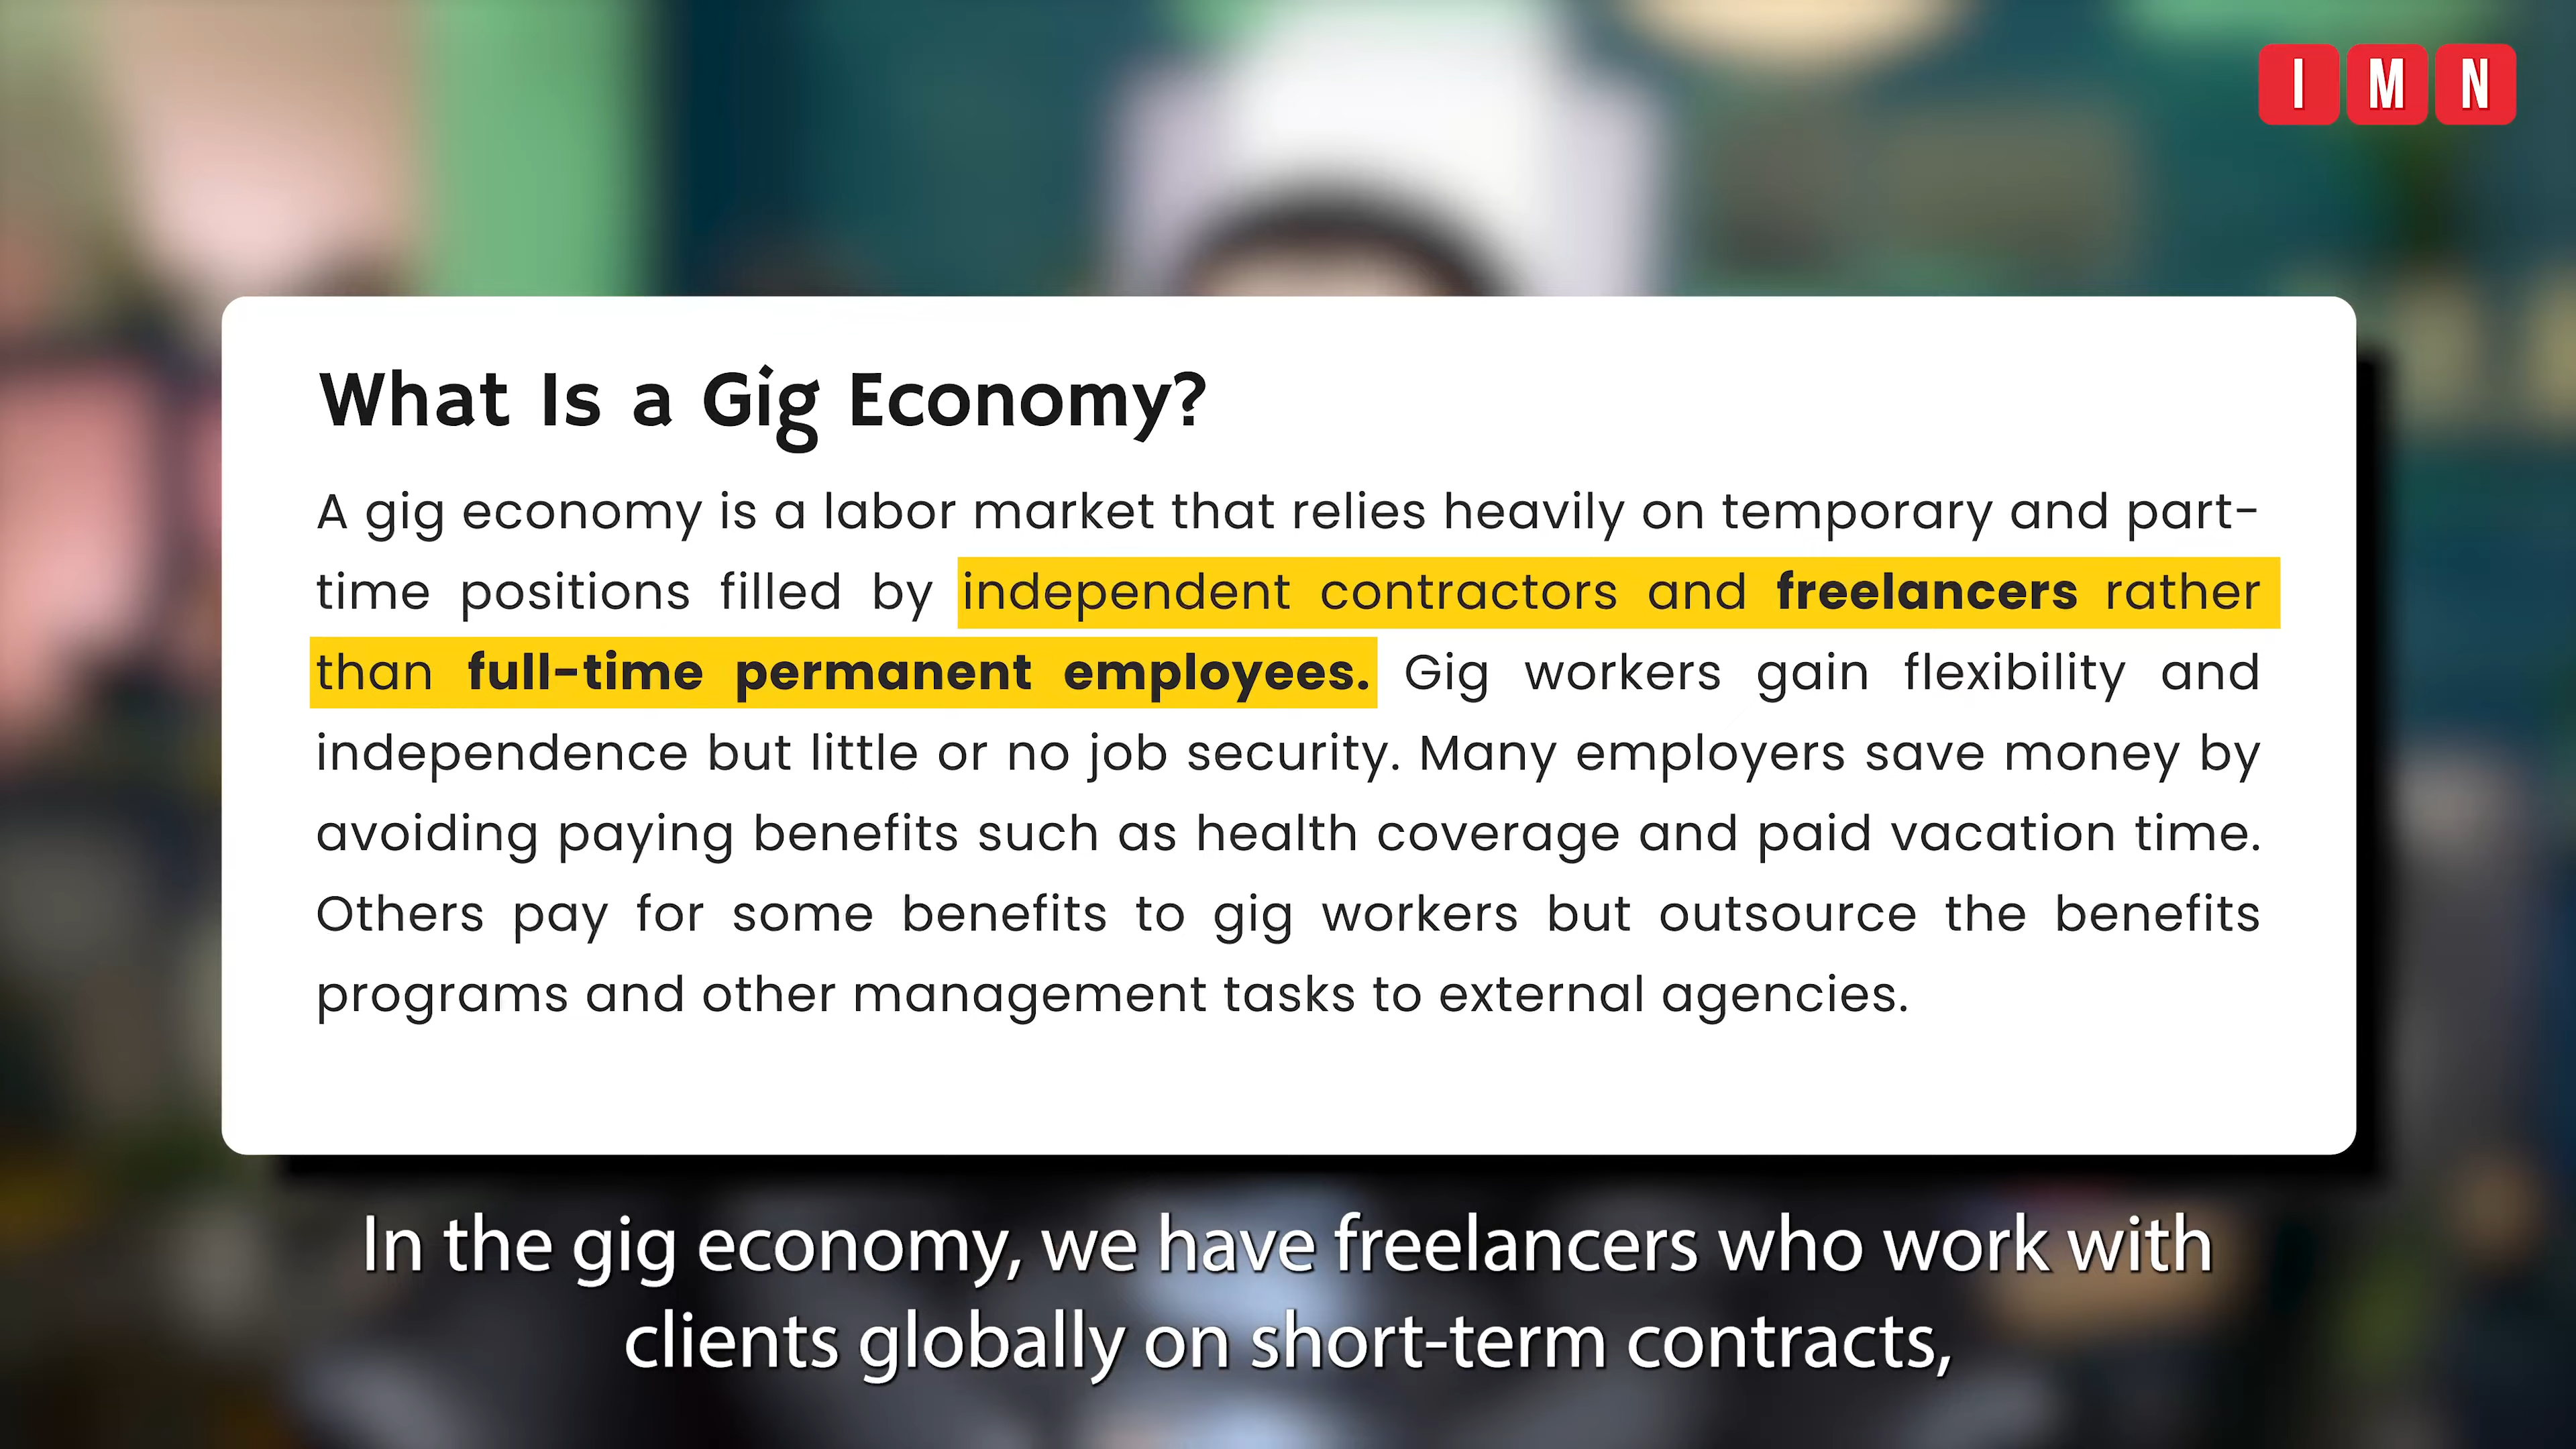 IMN
What Is a Gig Economy?
A gig economy is a labor market that relies heavily on temporary and part-
time positions filled by independent contractors and freelancers rather
than full-time permanent employees. Gig workers gain flexibility and
independence but little or no job security. Many employers save money by
avoiding paying benefits such as health coverage and paid vacation time.
Others pay for some benefits to gig workers but outsource the benefits
programs and other management tasks to external agencies.
In the gig economy, we have freelancers who work with
clients globally on short-term contracts,